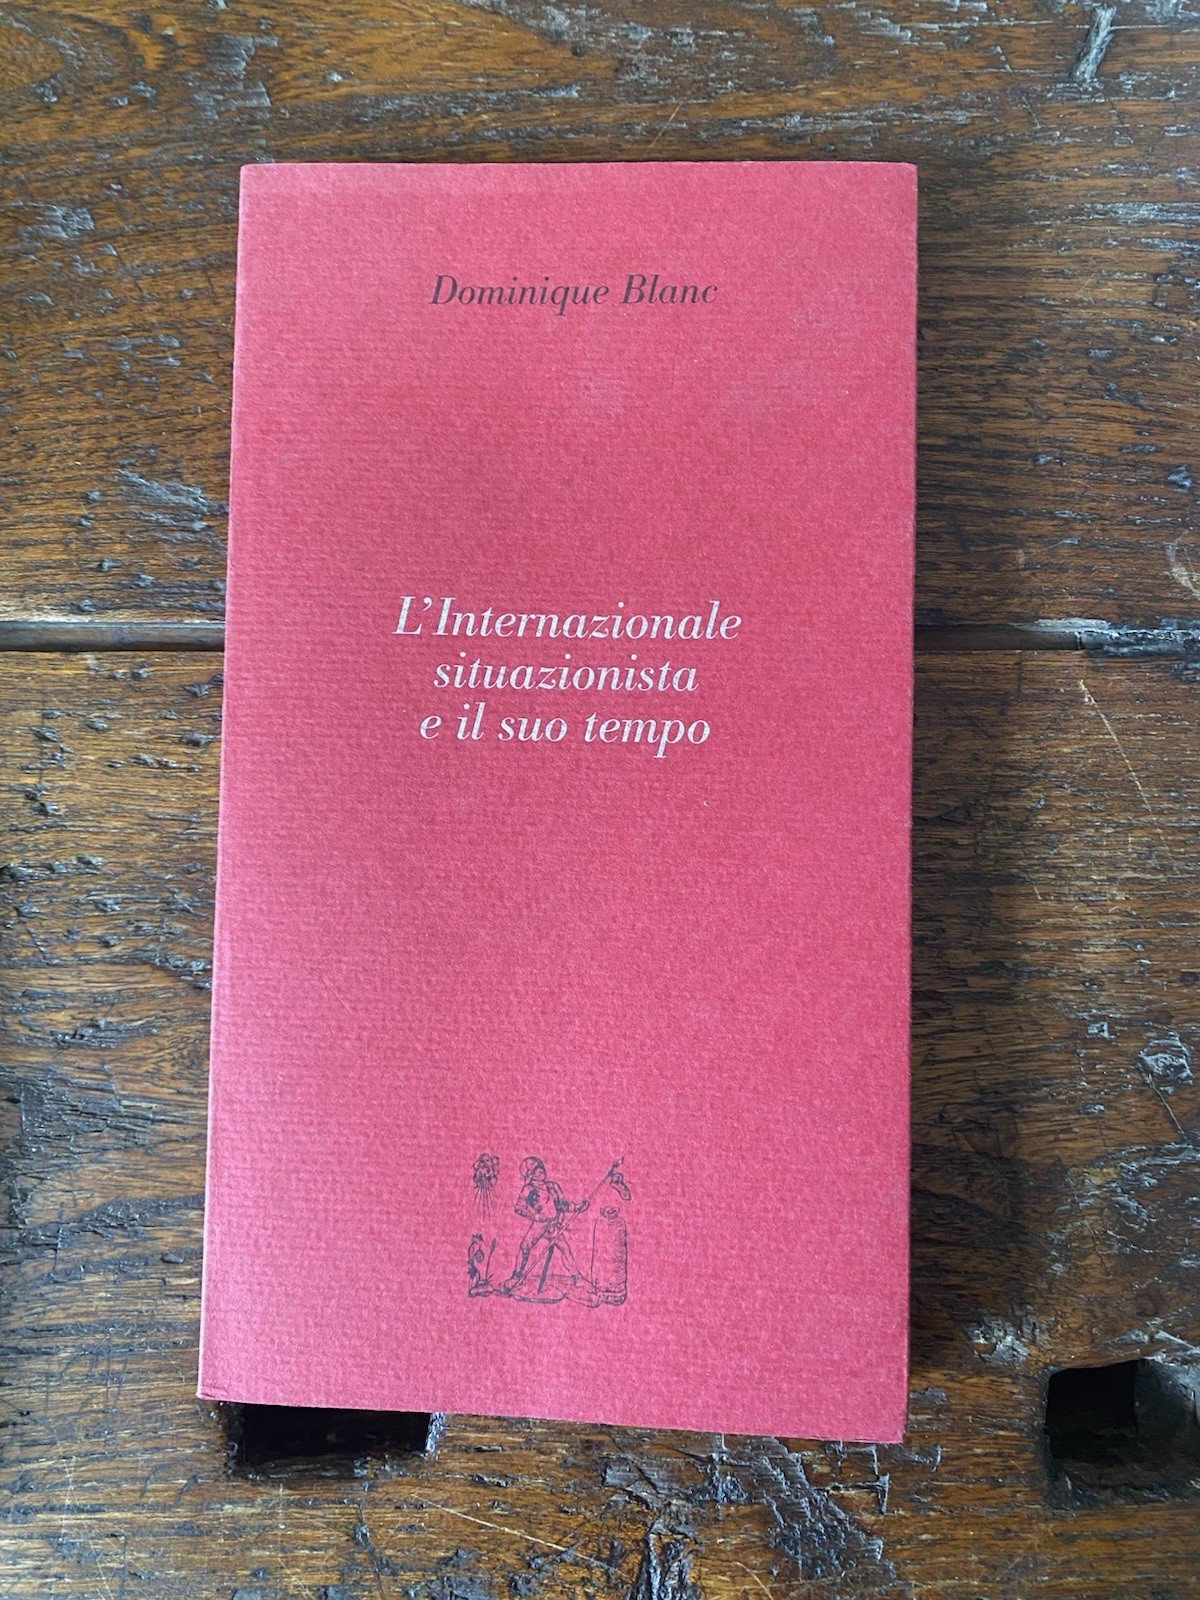 Dominique Blanc
L'Internazionale
situazionista
e il suo tempo